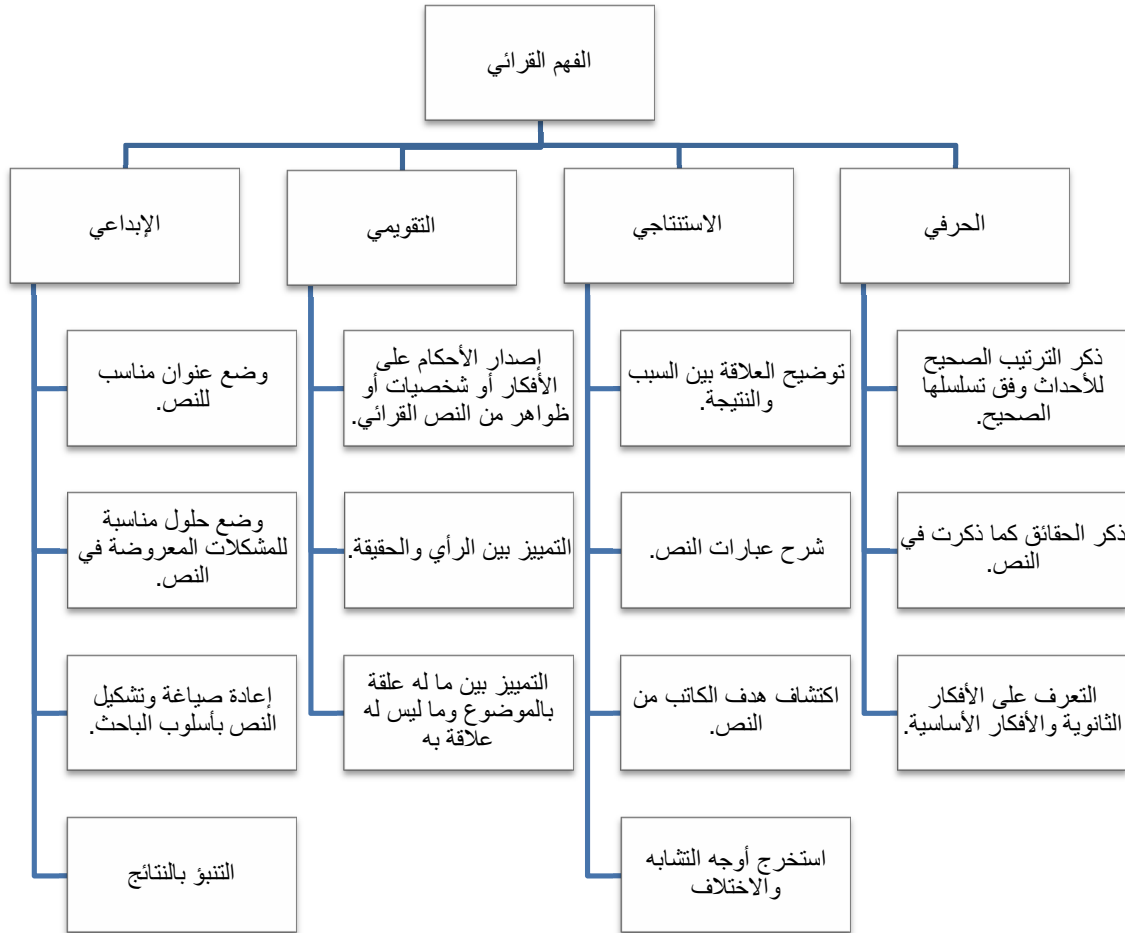 الفهم القرائي
الحرفي
الاستنتاجي
التقويمي
الإبداعي
ذكر الترتيب الصحيح
للأحداث وفق تسلسلها
الصحيح.
ذكر الحقائق كما ذكرت في
النص.
التعرف على الأفكار
الثانوية والأفكار الأساسية.
توضيح العلاقة بين السبب
والنتيجة.
شرح عبارات النص.
اكتشاف هدف الكاتب من
النص.
استخرج أوجه التشابه
والاختلاف
إصدار الأحكام على
الأفكار أو شخصيات أو
ظواهر من النص القرائي.
التمييز بين الرأي والحقيقة.
التمييز بين ما له علقة
بالموضوع وما ليس له
علاقة به
وضع عنوان مناسب
للنص.
وضع حلول مناسبة
للمشكلات المعروضة في
النص.
إعادة صياغة وتشكيل
النص بأسلوب الباحث.
التنبؤ بالنتائج